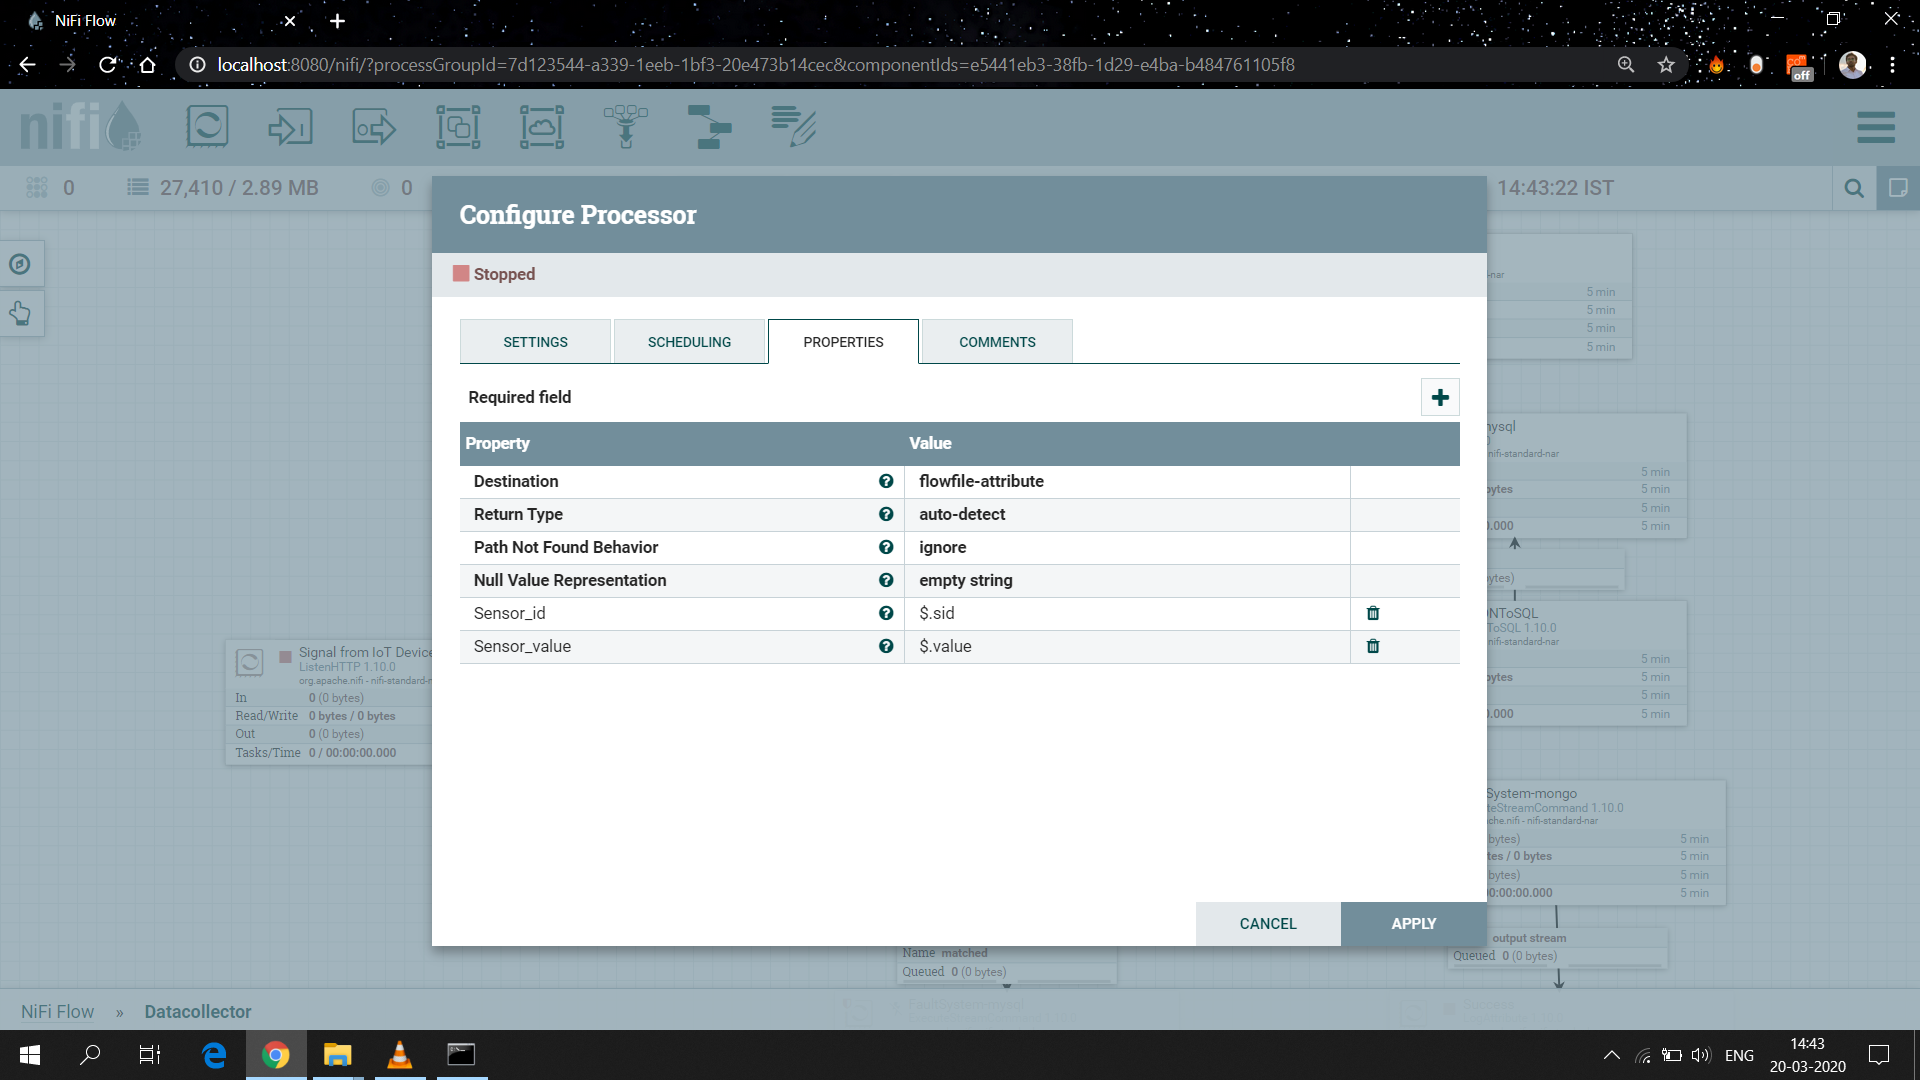 NiFi Flow
localhost:8080/nifi/?processGroupId=7d123544-a339-1eeb-1bf3-20e473b14cec&componentIds=e5441eb3-38fb-1d29-e4ba-b484761105f8
off
nifi
0
27,410 / 2.89 MB
0
14:43:22 IST
Configure Processor
Stopped
SETTINGS
SCHEDULING
PROPERTIES
COMMENTS
Required field
Property Value
Destination flowfile-attribute
Return Type auto-detect
Path Not Found Behavior ignore
Null Value Representation empty string
Sensor_id $.sid
Sensor_value $.value
CANCEL
APPLY
Signal from IoT Device
ListenHTTP 1.10.0
org.apache.nifi - nifi-standard-n
In 0 (0 bytes)
Read/Write 0 bytes / 0 bytes
Out 0 (0 bytes)
Tasks/Time 0 / 00:00:00.000
-nar
5 min
5 min
5 min
5 min
nysql
nifi-standard-nar
5 min
bytes 5 min
5 min
0.000 5 min
bytes)
ONToSQL
ToSQL 1.10.0
nifi-standard-nar
5 min
bytes 5 min
5 min
0.000 5 min
System-mongo
teStreamCommand 1.10.0
che.nifi - nifi-standard-nar
bytes) 5 min
tes / 0 bytes 5 min
bytes) 5 min
00:00:00.000 5 min
output stream
Queued 0 (0 bytes)
Name matched
Queued 0 (0 bytes)
FaultSystem-mysql
Success
NiFi Flow » Datacollector
ENG
14:43
20-03-2020